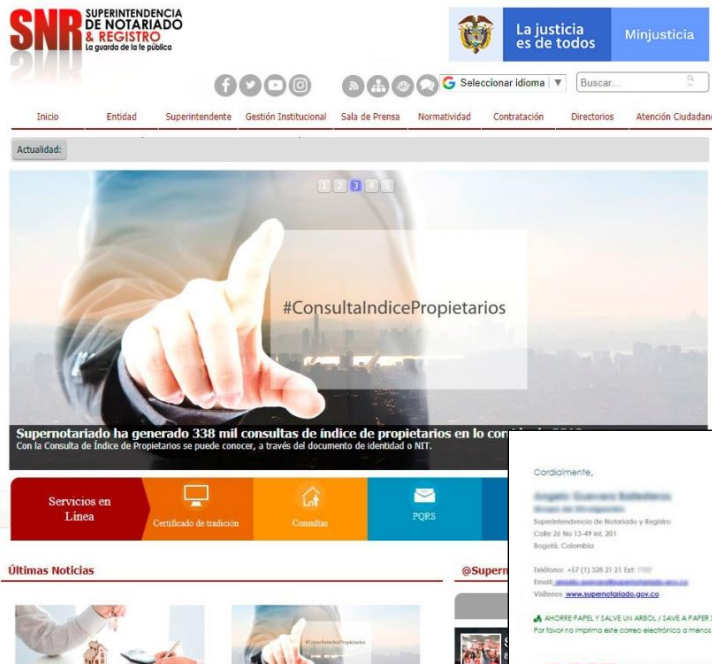 SNR SUPERINTENDENCIA
DE NOTARIADO
& REGISTRO
La guarda de la fe pública
La justicia
es de todos
Minjusticia
Seleccionar idioma ▼
Buscar...
Inicio Entidad Superintendente Gestión Institucional Sala de Prensa Normatividad Contratación Directorios Atención Ciudadan
Actualidad:
1 2 3 4 5
#ConsultaIndicePropietarios
Supernotariado ha generado 338 mil consultas de índice de propietarios en lo
Con la Consulta de Índice de Propietarios se puede conocer, a través del documento de identidad o NIT.
Servicios en
Línea
Certificado de tradición
Consultas
PQRS
Últimas Noticias
@Supern
#ConsultaIndicePropietarios
Cordialmente,
Superintendencia de Notariado y Registro
Calle 26 No 13-49 Int. 201
Bogotá, Colombia
Teléfono: +57 (1) 328 21 21 Ext:
Email:
Visítenos www.supernotariado.gov.co
AHORRE PAPEL Y SALVE UN ARBOL / SAVE A PAPER
Por favor no imprima este correo electrónico a menos